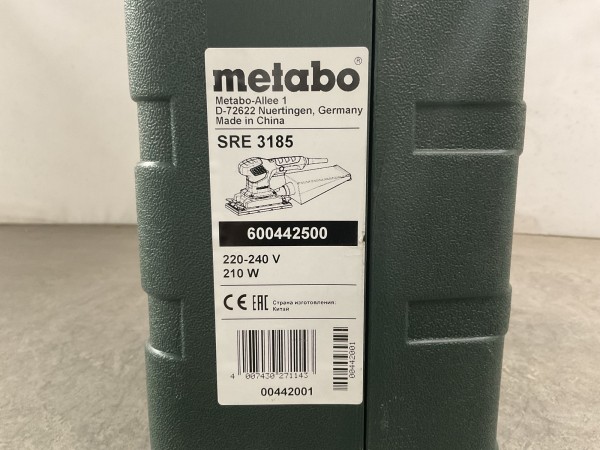 metabo®
Metabo-Allee 1
D-72622 Nuertingen, Germany
Made in China
SRE 3185
600442500
220-240 V
210 W
CE EAC Страна изготовления:
Китай
4 007430 271143
00442001
00442001